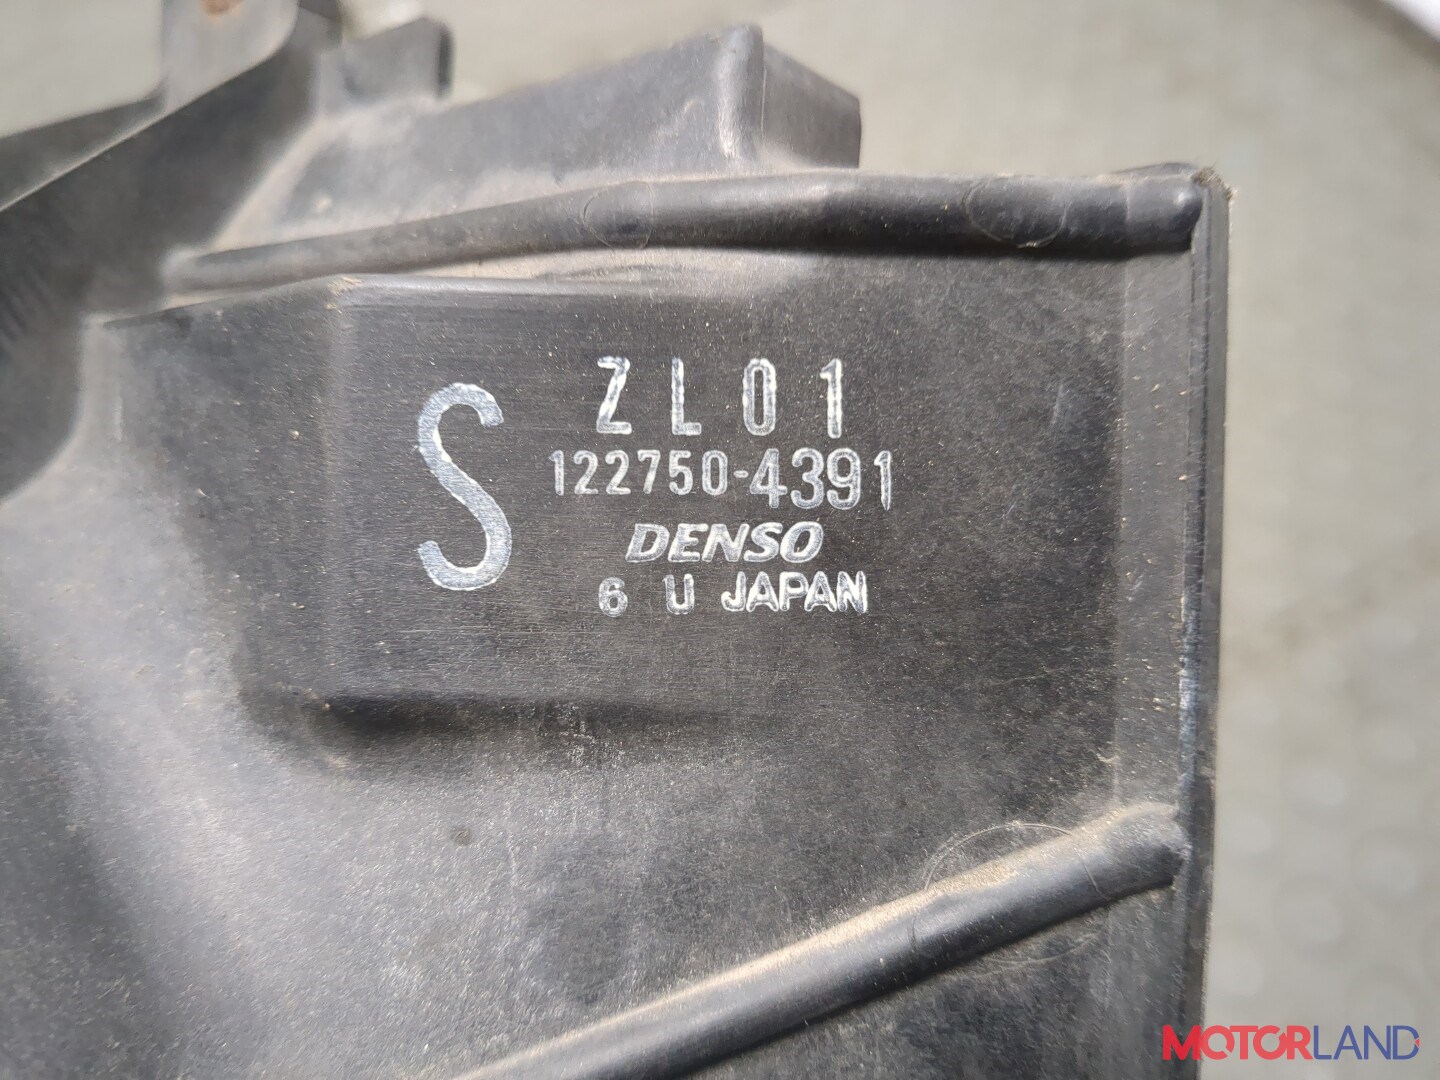 S
ZL01
122750-4391
DENSO
6 U JAPAN
MOTORLAND